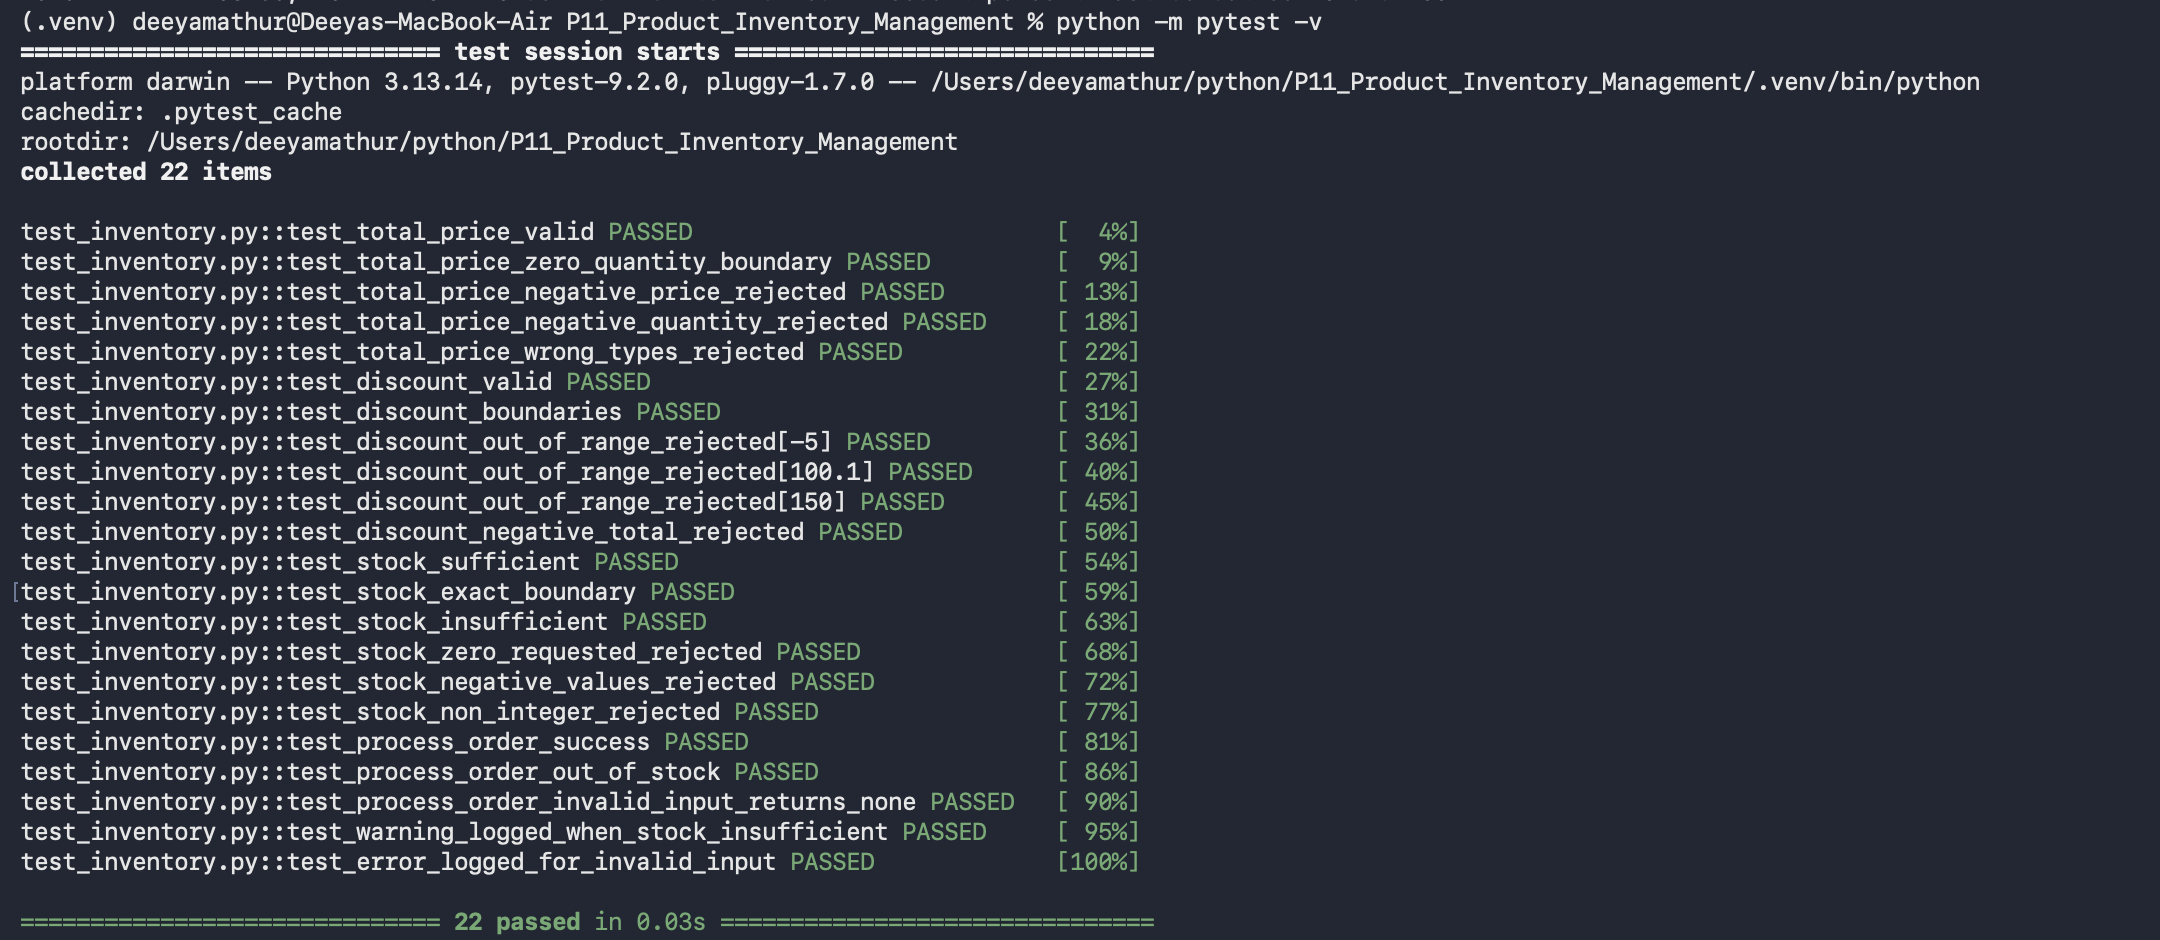 (.venv) deeyamathur@Deeyas-MacBook-Air P11_Product_Inventory_Management % python -m pytest -v
============================== test session starts ==============================
platform darwin -- Python 3.13.14, pytest-9.2.0, pluggy-1.7.0 -- /Users/deeyamathur/python/P11_Product_Inventory_Management/.venv/bin/python
cachedir: .pytest_cache
rootdir: /Users/deeyamathur/python/P11_Product_Inventory_Management
collected 22 items

test_inventory.py::test_total_price_valid PASSED                          [  4%]
test_inventory.py::test_total_price_zero_quantity_boundary PASSED         [  9%]
test_inventory.py::test_total_price_negative_price_rejected PASSED        [ 13%]
test_inventory.py::test_total_price_negative_quantity_rejected PASSED     [ 18%]
test_inventory.py::test_total_price_wrong_types_rejected PASSED           [ 22%]
test_inventory.py::test_discount_valid PASSED                             [ 27%]
test_inventory.py::test_discount_boundaries PASSED                        [ 31%]
test_inventory.py::test_discount_out_of_range_rejected[-5] PASSED         [ 36%]
test_inventory.py::test_discount_out_of_range_rejected[100.1] PASSED      [ 40%]
test_inventory.py::test_discount_out_of_range_rejected[150] PASSED        [ 45%]
test_inventory.py::test_discount_negative_total_rejected PASSED           [ 50%]
test_inventory.py::test_stock_sufficient PASSED                           [ 54%]
[test_inventory.py::test_stock_exact_boundary PASSED                       [ 59%]
test_inventory.py::test_stock_insufficient PASSED                         [ 63%]
test_inventory.py::test_stock_zero_requested_rejected PASSED              [ 68%]
test_inventory.py::test_stock_negative_values_rejected PASSED             [ 72%]
test_inventory.py::test_stock_non_integer_rejected PASSED                 [ 77%]
test_inventory.py::test_process_order_success PASSED                      [ 81%]
test_inventory.py::test_process_order_out_of_stock PASSED                 [ 86%]
test_inventory.py::test_process_order_invalid_input_returns_none PASSED   [ 90%]
test_inventory.py::test_warning_logged_when_stock_insufficient PASSED     [ 95%]
test_inventory.py::test_error_logged_for_invalid_input PASSED             [100%]

============================== 22 passed in 0.03s ===============================